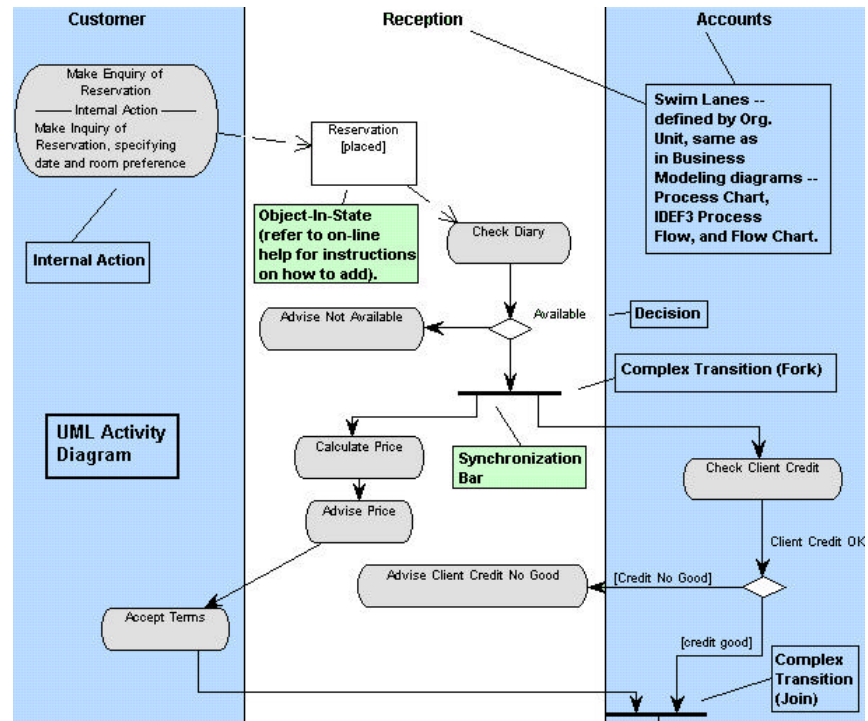 Customer
Reception
Accounts
Make Enquiry of
Reservation
Internal Action
Make Inquiry of
Reservation, specifying
date and room preference
Reservation
[placed]
Swim Lanes --
defined by Org.
Unit, same as
in Business
Modeling diagrams --
Process Chart,
IDEF3 Process
Flow, and Flow Chart.
Internal Action
Object-In-State
(refer to on-line
help for instructions
on how to add).
Check Diary
Advise Not Available
Available
Decision
Complex Transition (Fork)
UML Activity
Diagram
Calculate Price
Synchronization
Bar
Check Client Credit
Advise Price
Client Credit OK
Advise Client Credit No Good
[Credit No Good]
Accept Terms
[credit good]
Complex
Transition
(Join)